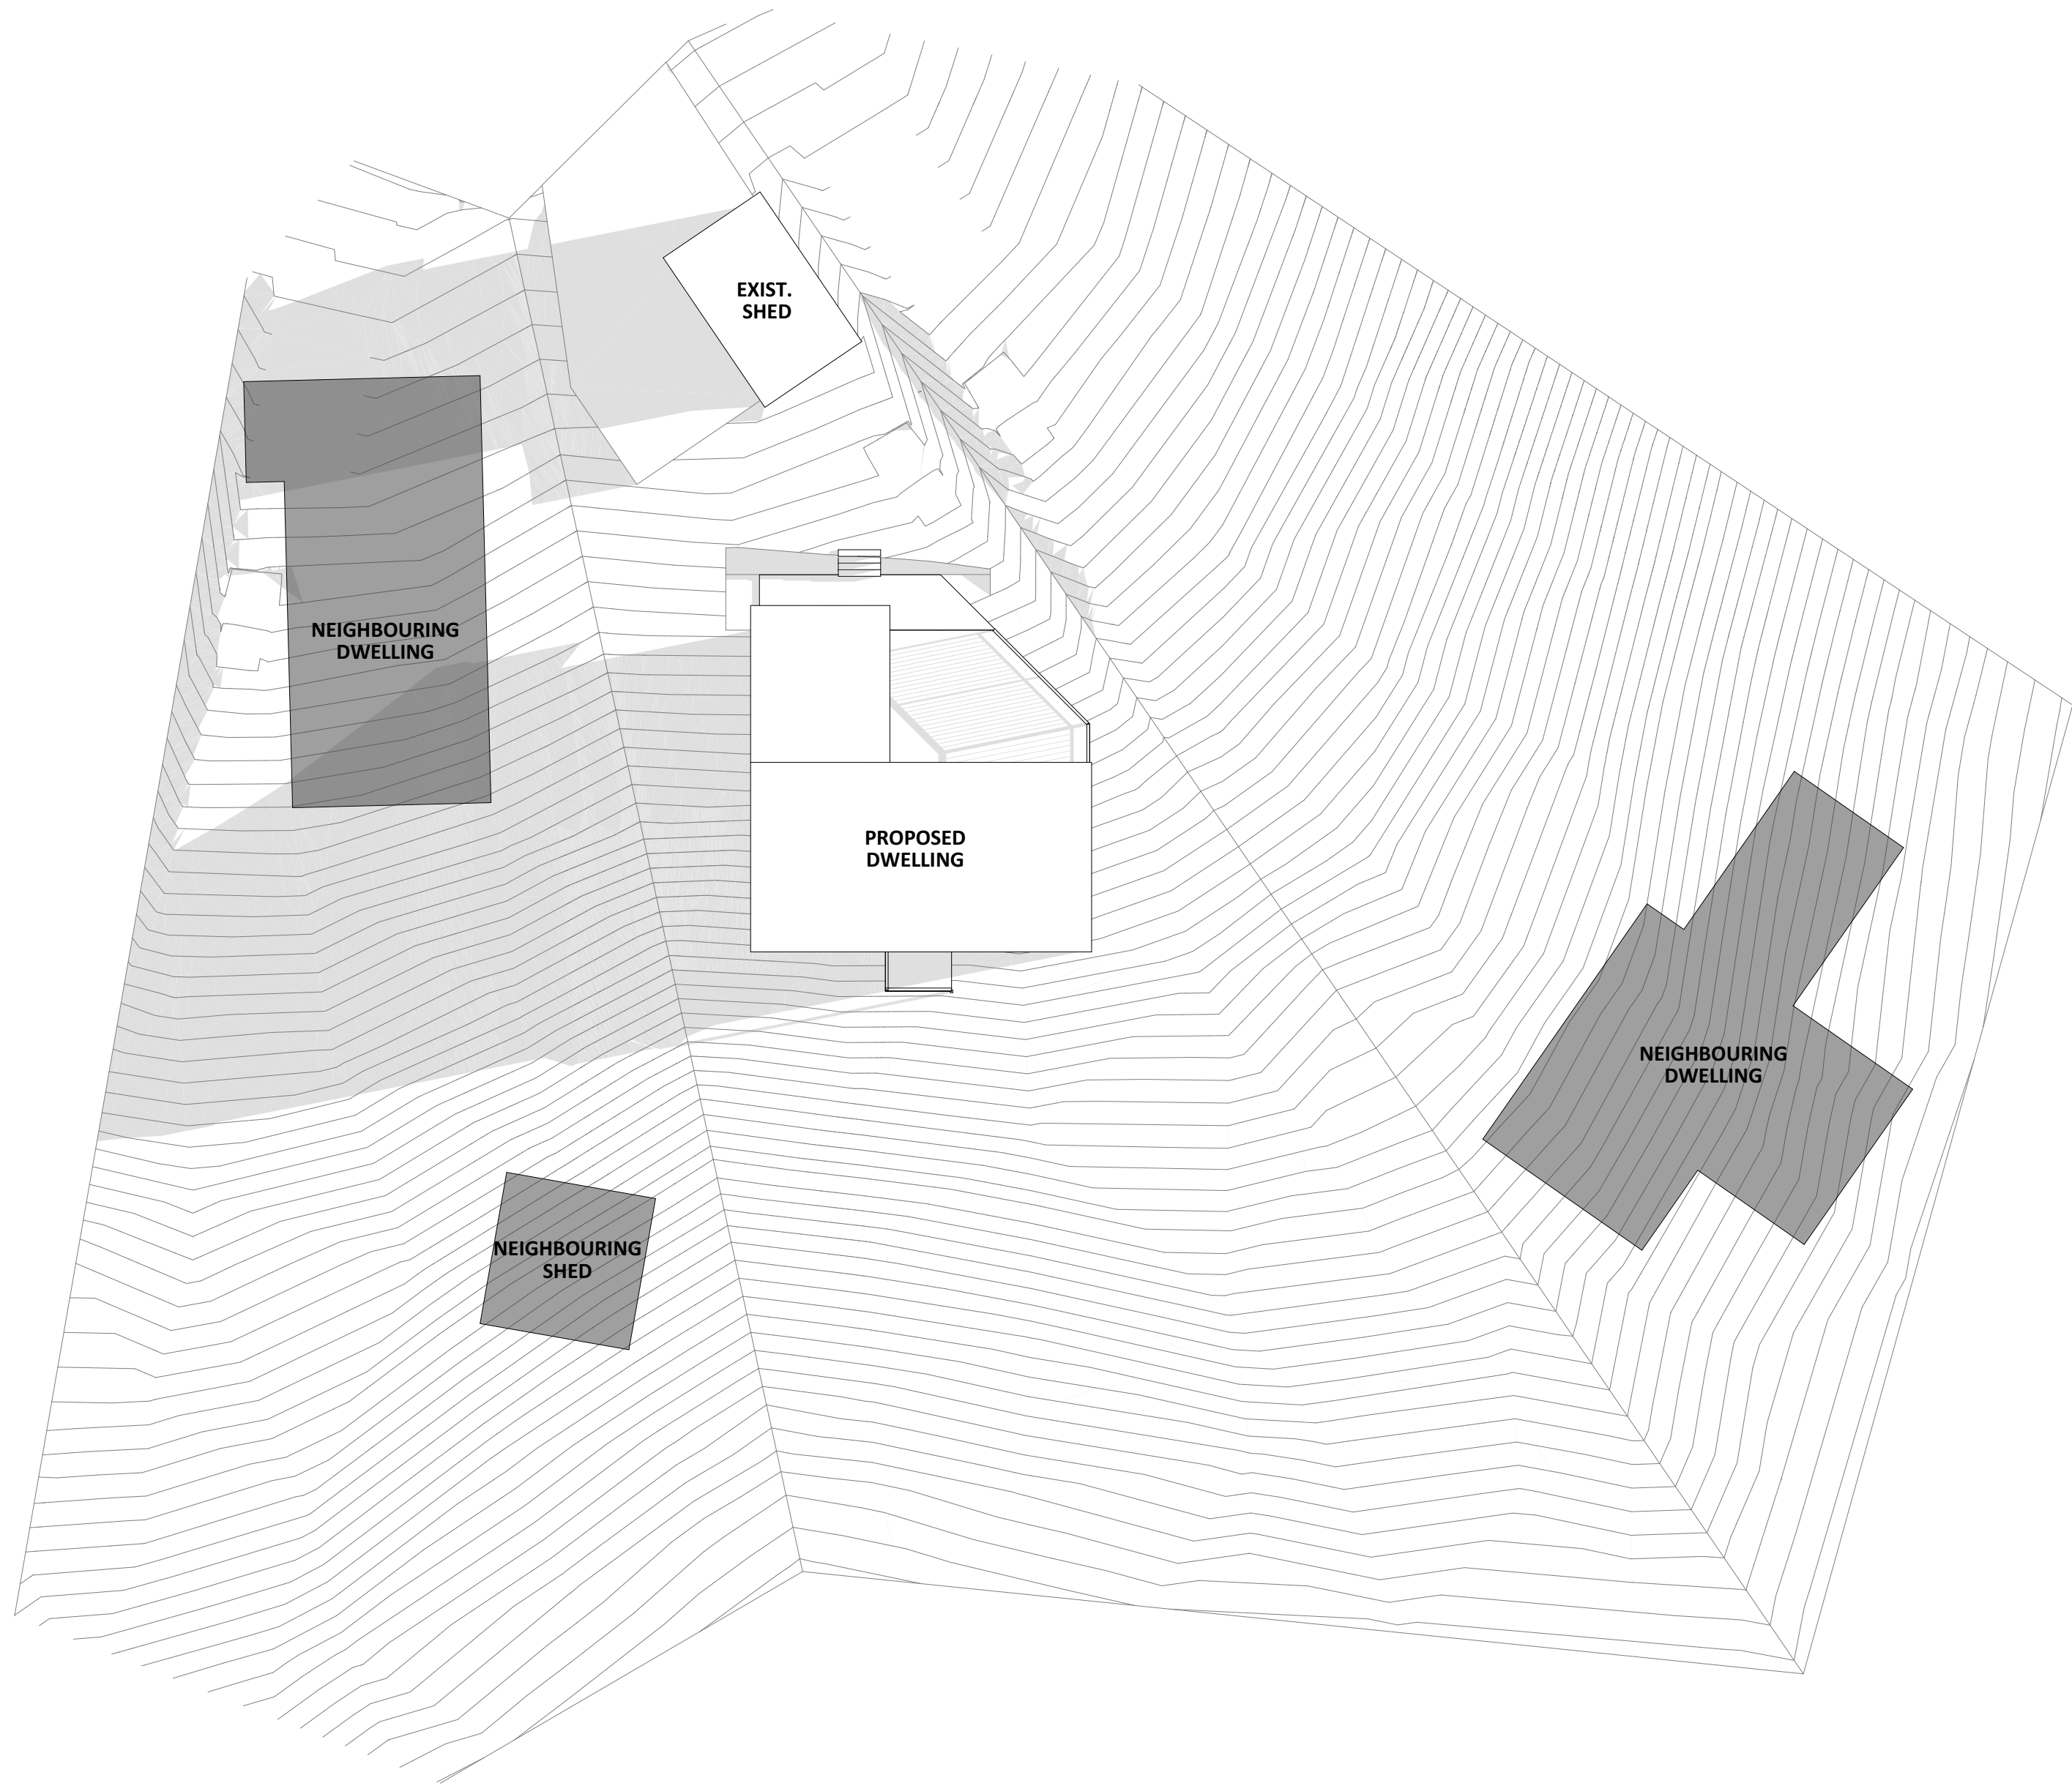 EXIST.
SHED
NEIGHBOURING
DWELLING
PROPOSED
DWELLING
NEIGHBOURING
DWELLING
NEIGHBOURING
SHED